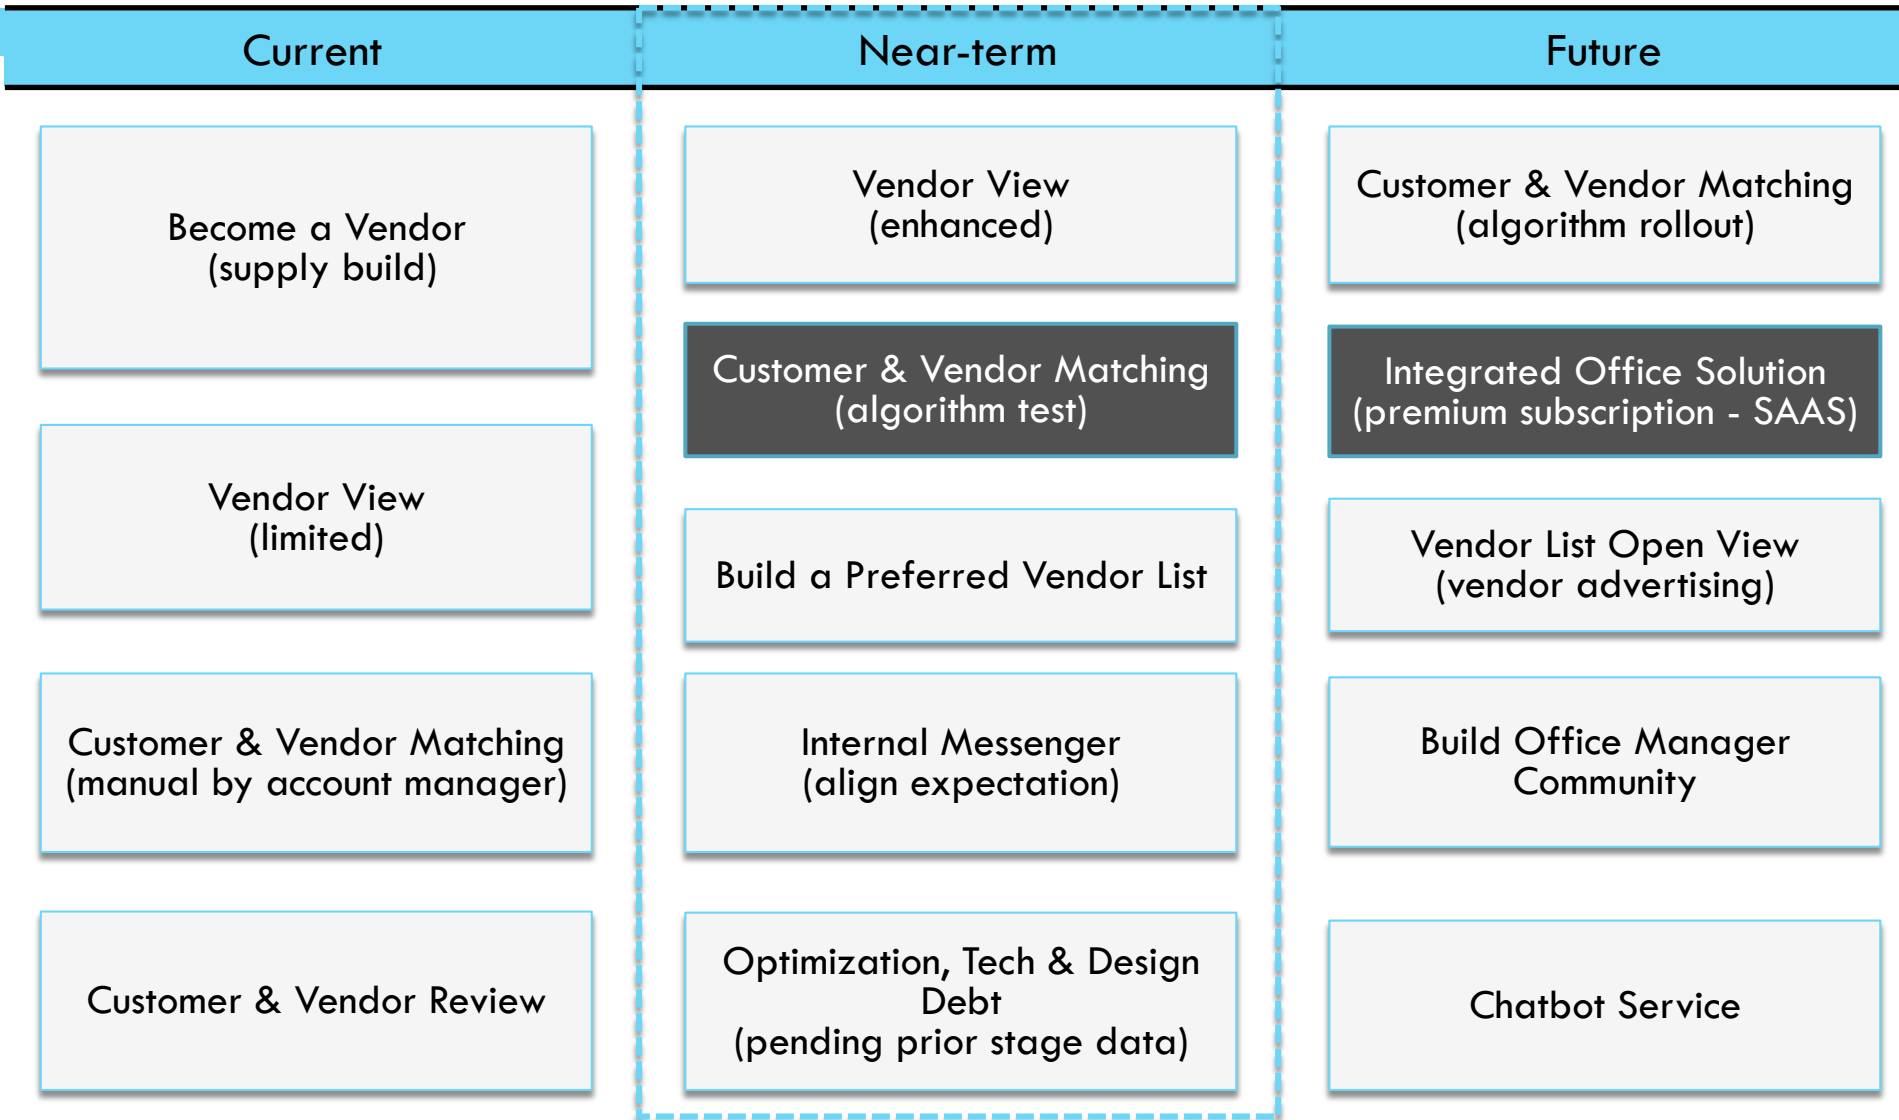 Current
Near-term
Future
Become a Vendor
(supply build)
Vendor View
(limited)
Customer & Vendor Matching
(manual by account manager)
Customer & Vendor Review
Vendor View
(enhanced)
Customer & Vendor Matching
(algorithm test)
Build a Preferred Vendor List
Internal Messenger
(align expectation)
Optimization, Tech & Design
Debt
(pending prior stage data)
Customer & Vendor Matching
(algorithm rollout)
Integrated Office Solution
(premium subscription - SAAS)
Vendor List Open View
(vendor advertising)
Build Office Manager
Community
Chatbot Service